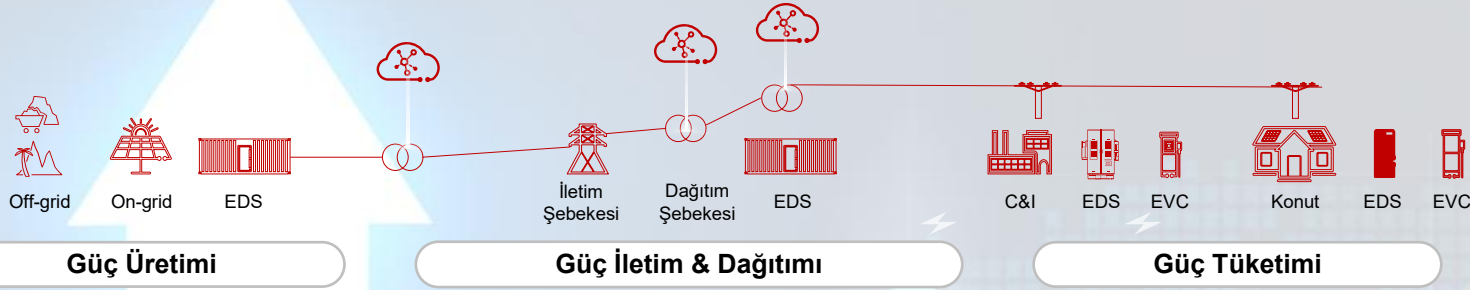 Off-grid
On-grid
EDS
İletim
Şebekesi
Dağıtım
Şebekesi
EDS
C&I
EDS
EVC
Konut
EDS
EVC
Güç Üretimi
Güç İletim & Dağıtımı
Güç Tüketimi